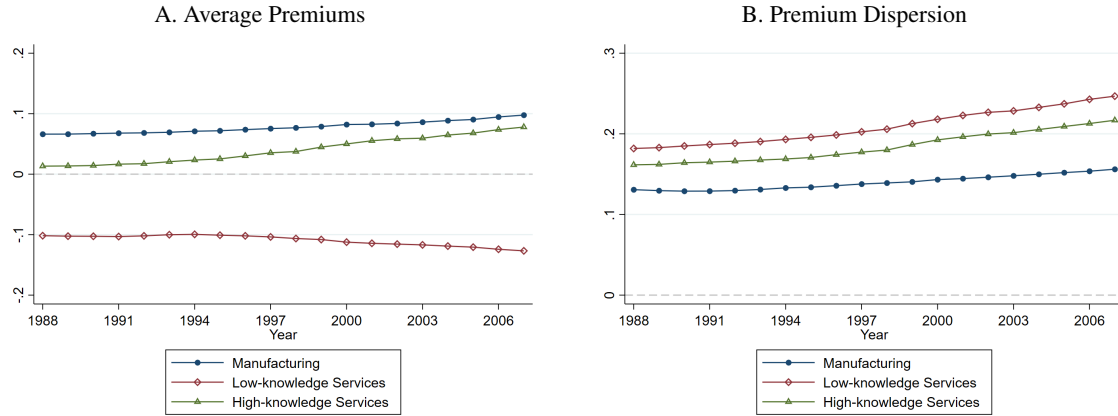 A. Average Premiums
.2
.1
0
-.1
-.2
1988 1991 1994 1997 2000 2003 2006
Year
Manufacturing
Low-knowledge Services
High-knowledge Services
B. Premium Dispersion
.3
.2
.1
0
1988 1991 1994 1997 2000 2003 2006
Year
Manufacturing
Low-knowledge Services
High-knowledge Services